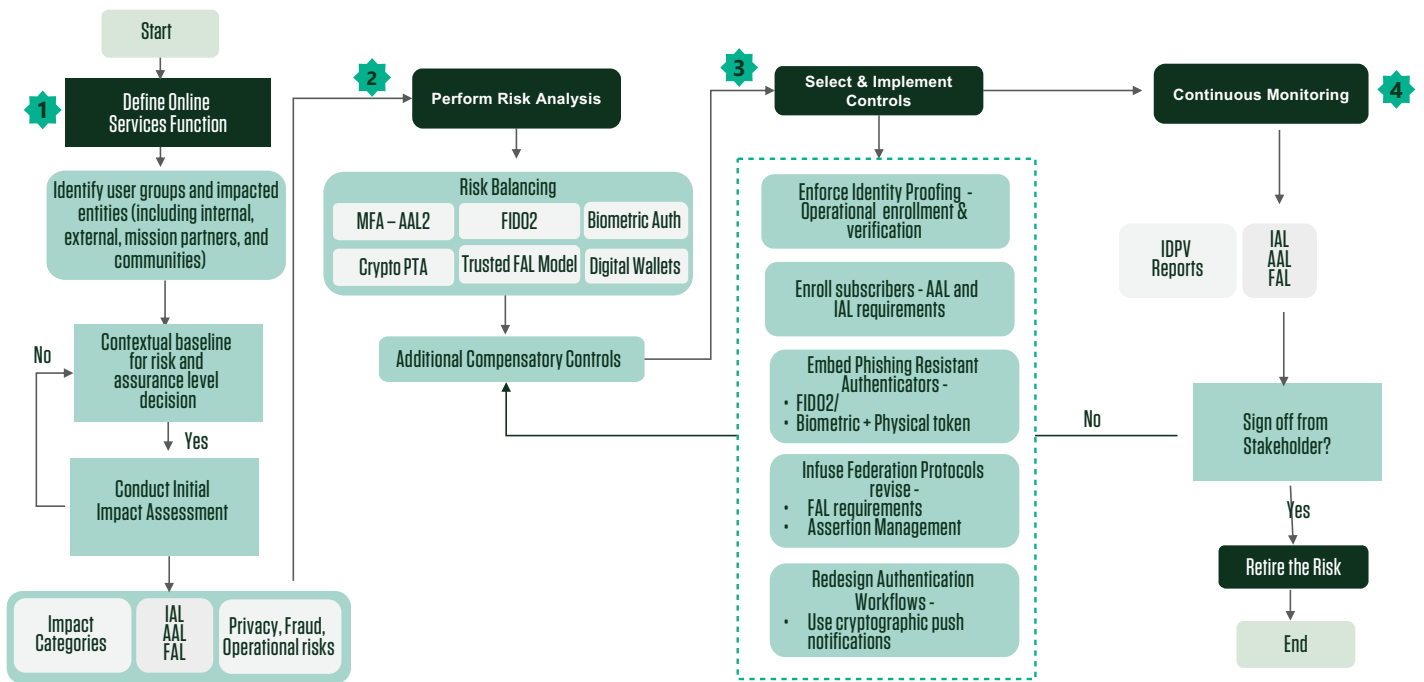 Start
1
Define Online
Services Function
Identify user groups and impacted
entities (including internal,
external, mission partners, and
communities)
Contextual baseline
for risk and
assurance level
decision
No
Yes
Conduct Initial
Impact Assessment
Impact
Categories
IAL
AAL
FAL
Privacy, Fraud,
Operational risks
2
Perform Risk Analysis
Risk Balancing
MFA – AAL2
FIDO2
Biometric Auth
Crypto PTA
Trusted FAL Model
Digital Wallets
Additional Compensatory Controls
3
Select & Implement
Controls
Enforce Identity Proofing -
Operational enrollment &
verification
Enroll subscribers - AAL and
IAL requirements
Embed Phishing Resistant
Authenticators -
• FIDO2/
• Biometric + Physical token
Infuse Federation Protocols
revise -
• FAL requirements
• Assertion Management
Redesign Authentication
Workflows -
• Use cryptographic push
notifications
4
Continuous Monitoring
IDPV
Reports
IAL
AAL
FAL
Sign off from
Stakeholder?
No
Yes
Retire the Risk
End